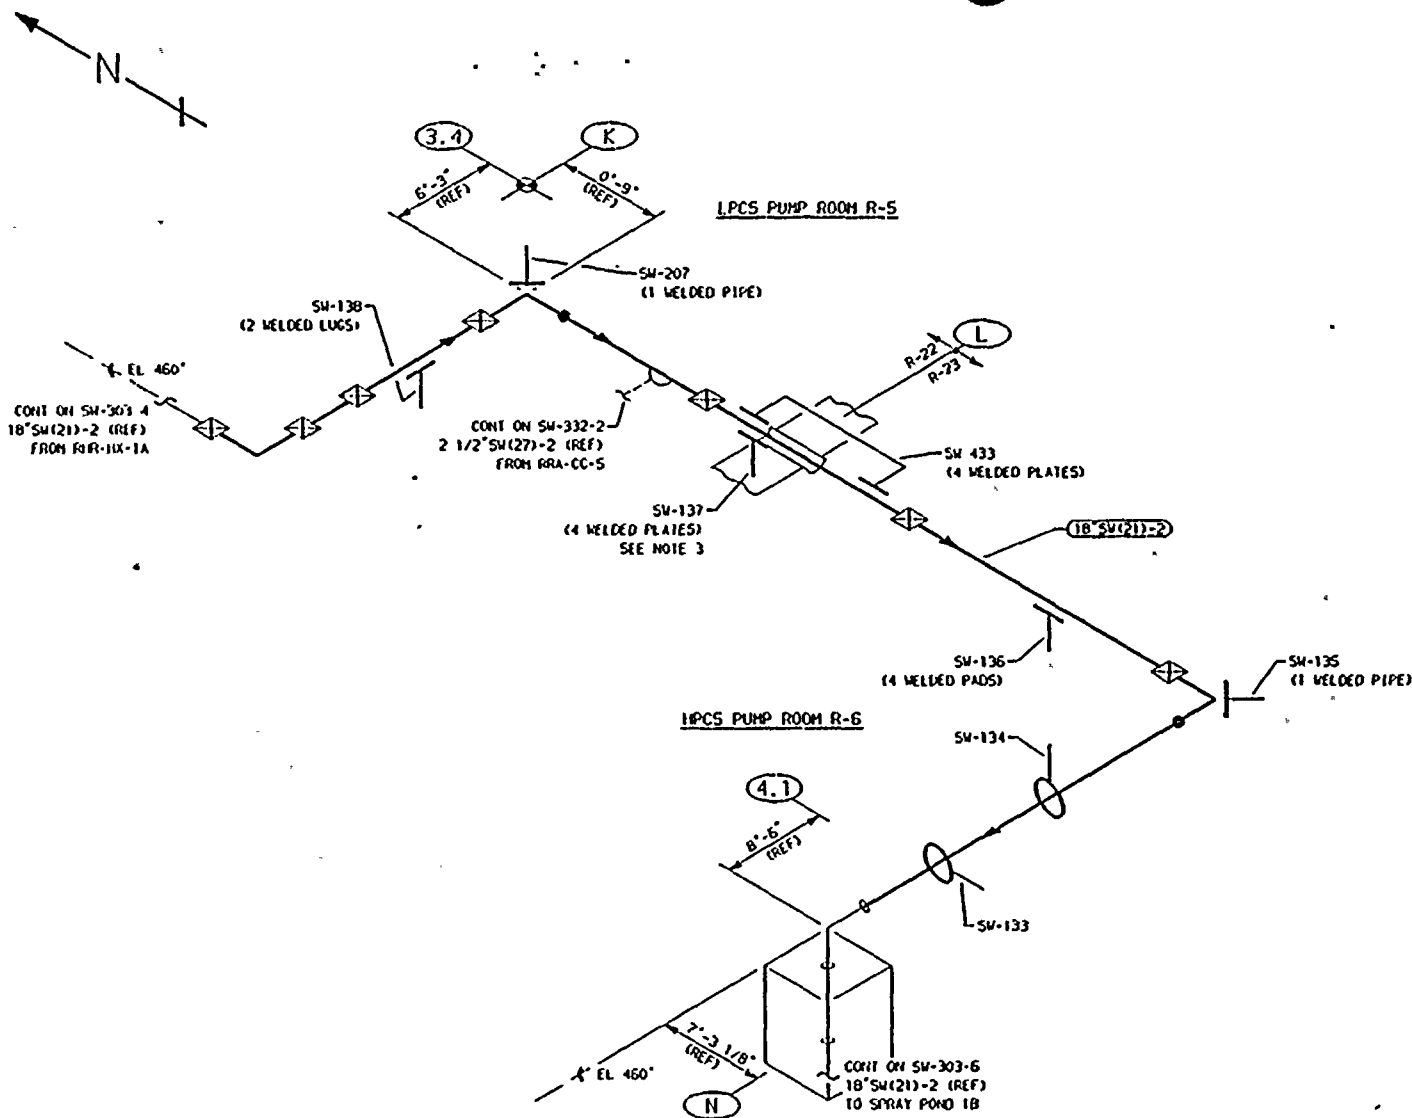 N
3.4
K
6'-3"
(REF)
0'-9"
(REF)
LPCS PUMP ROOM R-5
SW-207
(1 WELDED PIPE)
SW-138
(2 WELDED LUGS)
L
R-22
R-23
EL 460'
CONT ON SW-303-4
18"SW(21)-2 (REF)
FROM RHR-HX-1A
CONT ON SW-332-2
2 1/2"SW(27)-2 (REF)
FROM RRA-CC-5
SW-433
(4 WELDED PLATES)
SW-137
(4 WELDED PLATES)
SEE NOTE 3
18"SW(21)-2
SW-136
(4 WELDED PADS)
SW-135
(1 WELDED PIPE)
HPCS PUMP ROOM R-6
SW-134
4.1
8'-6"
(REF)
SW-133
7'-3 1/8"
(REF)
EL 460'
CONT ON SW-303-6
18"SW(21)-2 (REF)
TO SPRAY POND 1B
N